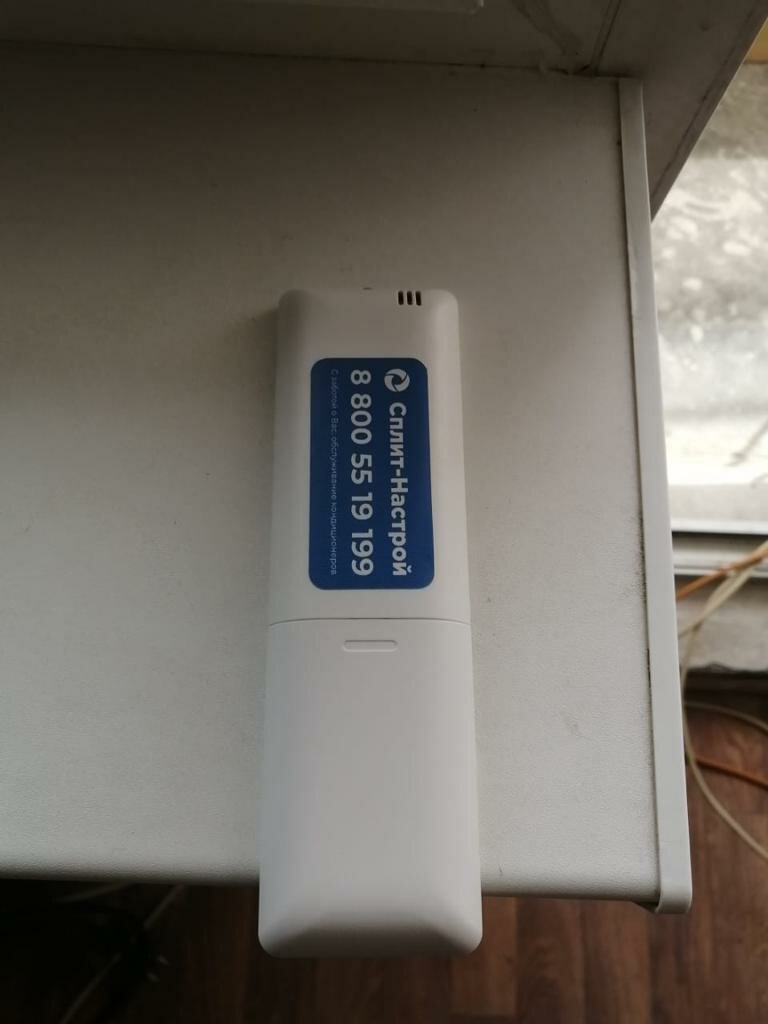 Сплит-Настрой
8 800 55 19 199
С заботой о Вас, обслуживание кондиционеров